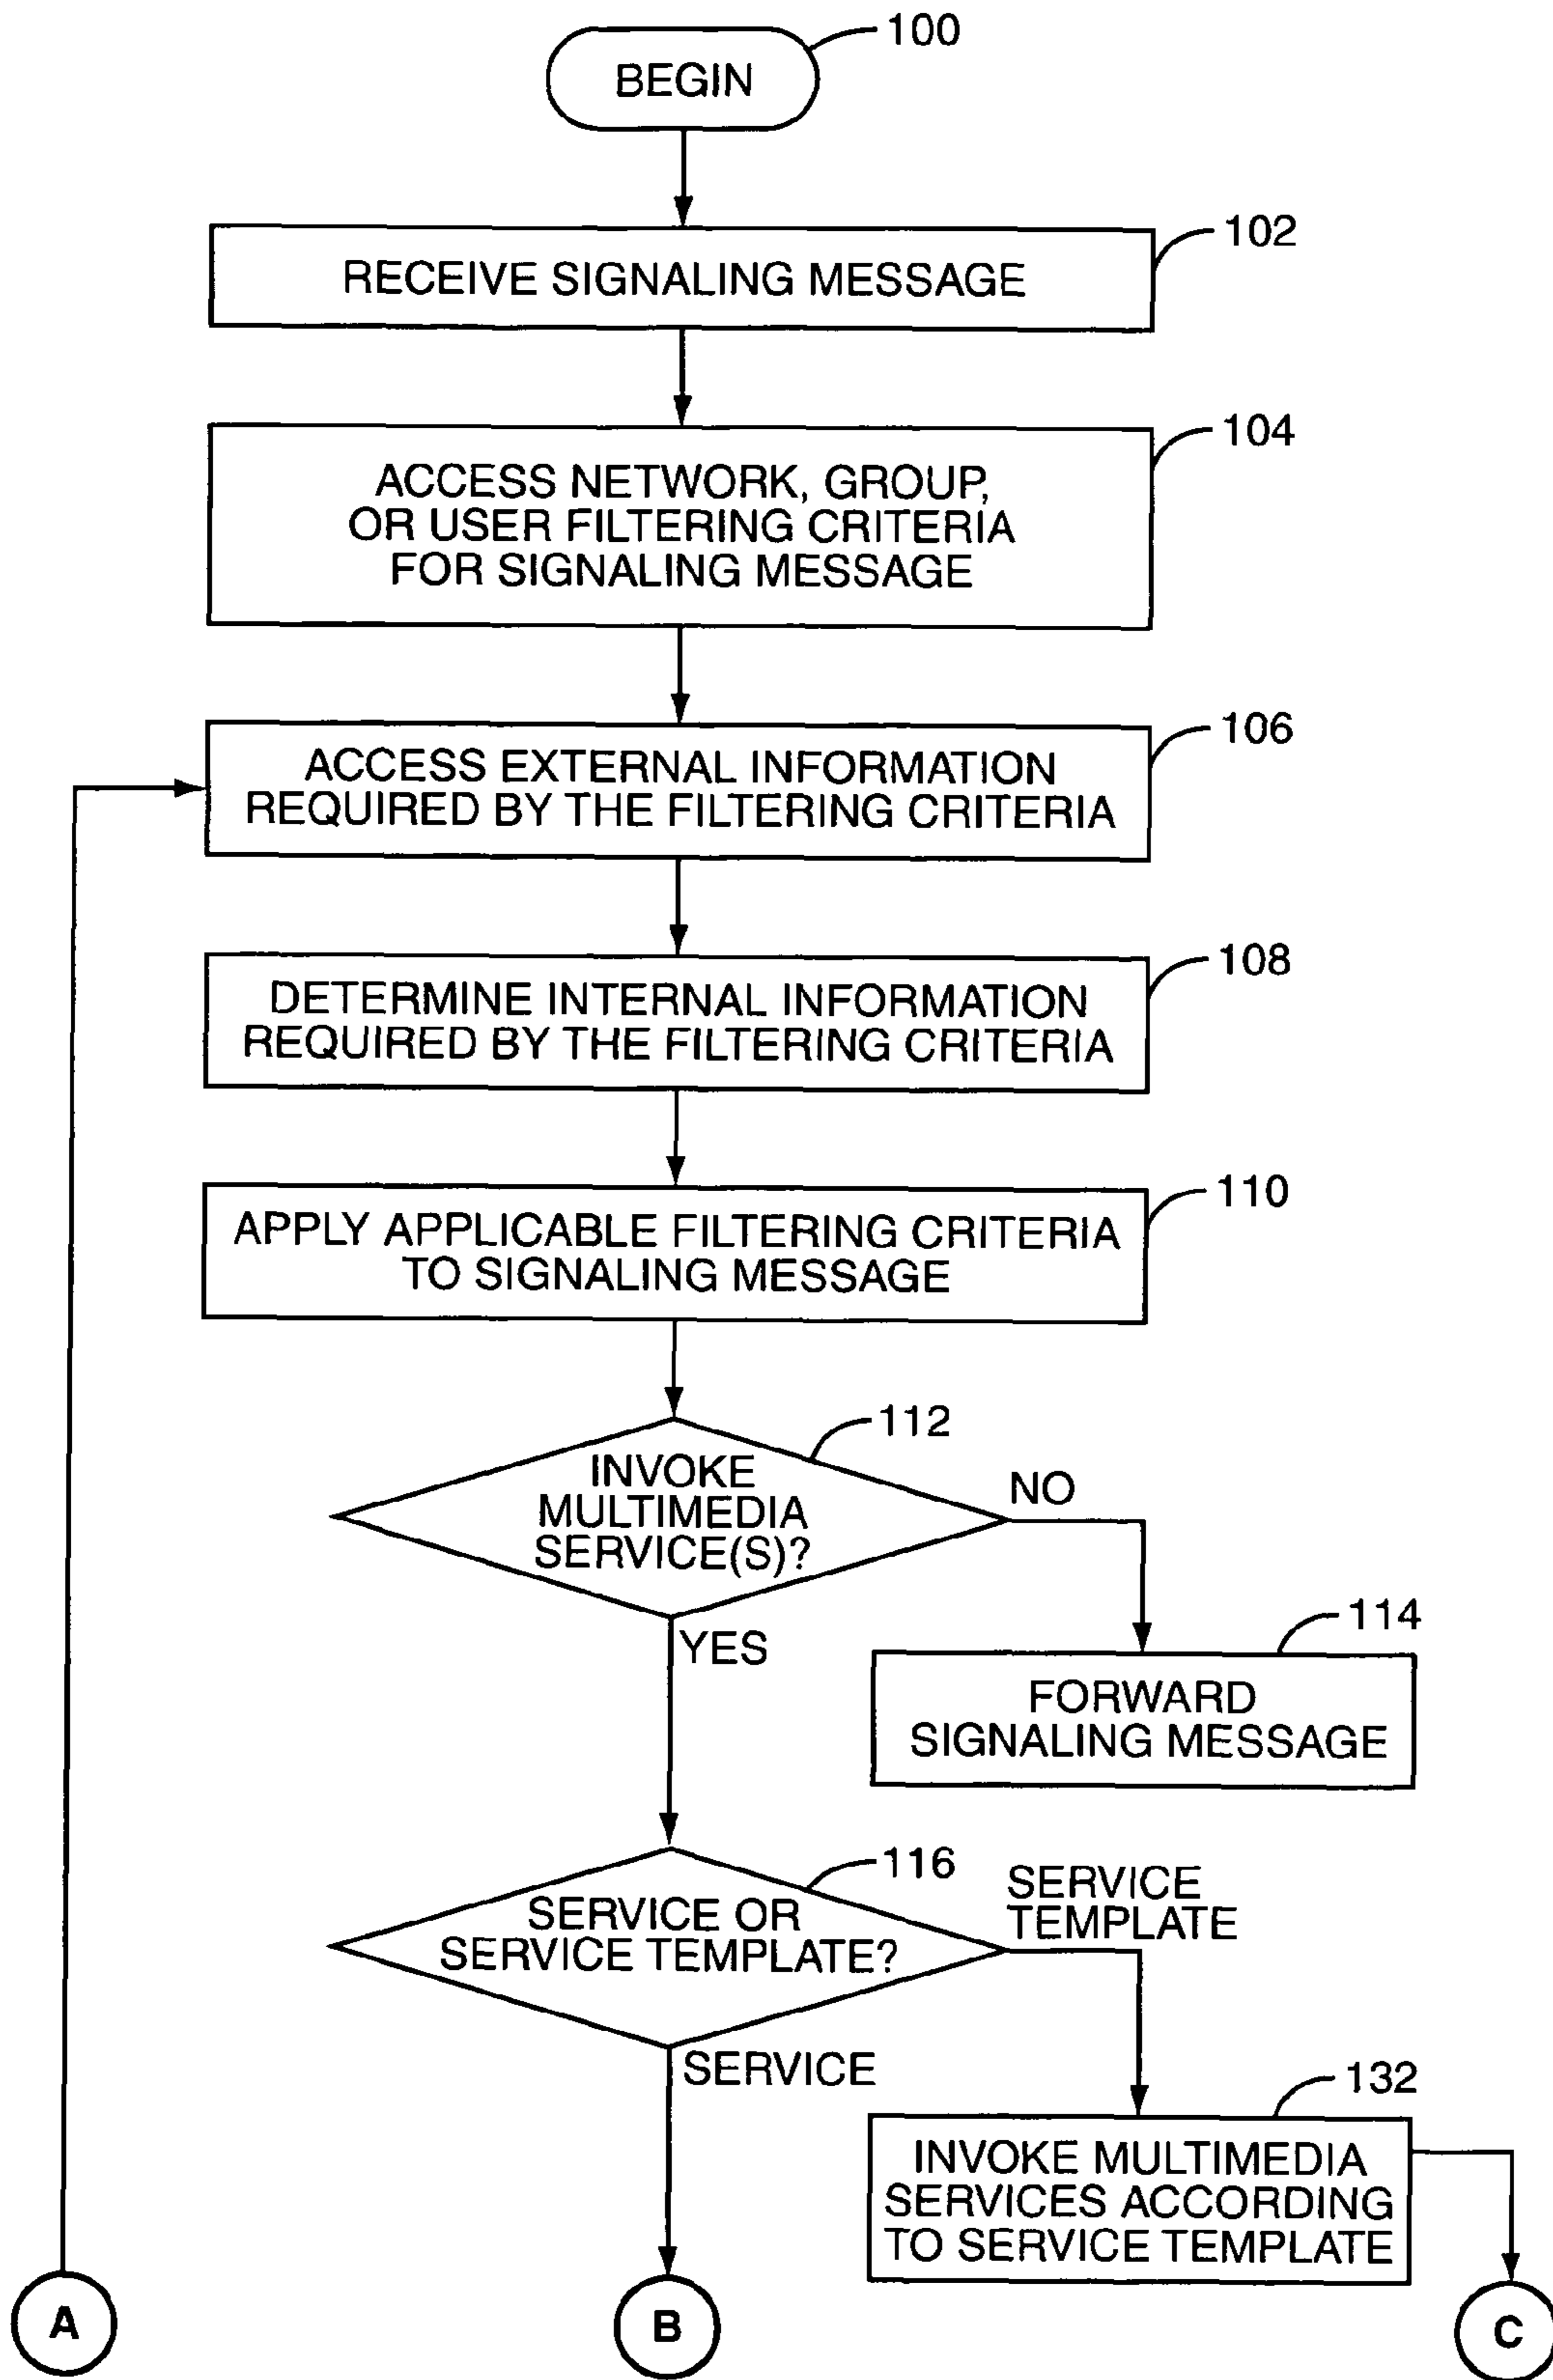 100
BEGIN
102
RECEIVE SIGNALING MESSAGE
104
ACCESS NETWORK, GROUP,
OR USER FILTERING CRITERIA
FOR SIGNALING MESSAGE
106
ACCESS EXTERNAL INFORMATION
REQUIRED BY THE FILTERING CRITERIA
108
DETERMINE INTERNAL INFORMATION
REQUIRED BY THE FILTERING CRITERIA
110
APPLY APPLICABLE FILTERING CRITERIA
TO SIGNALING MESSAGE
112
INVOKE
MULTIMEDIA
SERVICE(S)?
NO
YES
114
FORWARD
SIGNALING MESSAGE
116
SERVICE OR
SERVICE TEMPLATE?
SERVICE
TEMPLATE
SERVICE
132
INVOKE MULTIMEDIA
SERVICES ACCORDING
TO SERVICE TEMPLATE
A
B
C